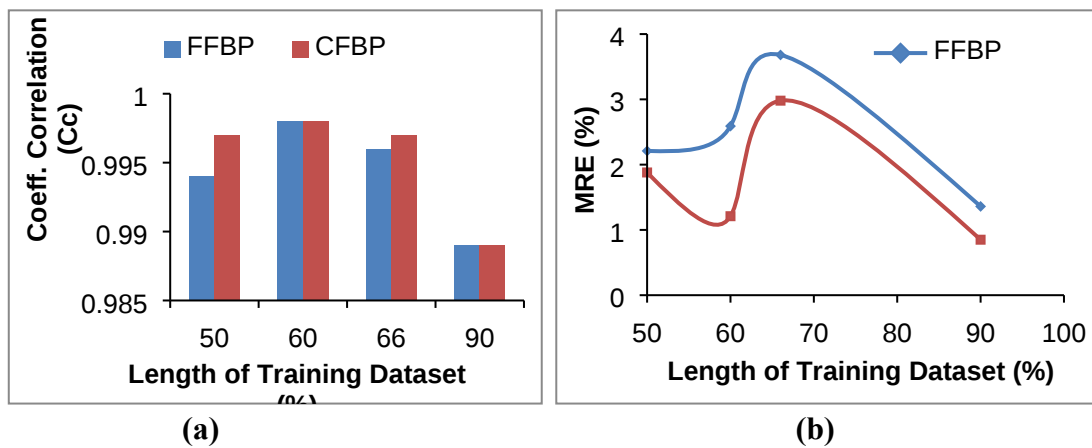 FFBP CFBP
Coeff. Correlation
(Cc)
1
0.995
0.99
0.985
50 60 66 90
Length of Training Dataset
(%)
(a)
FFBP
MRE (%)
4
3
2
1
0
50 60 70 80 90 100
Length of Training Dataset (%)
(b)